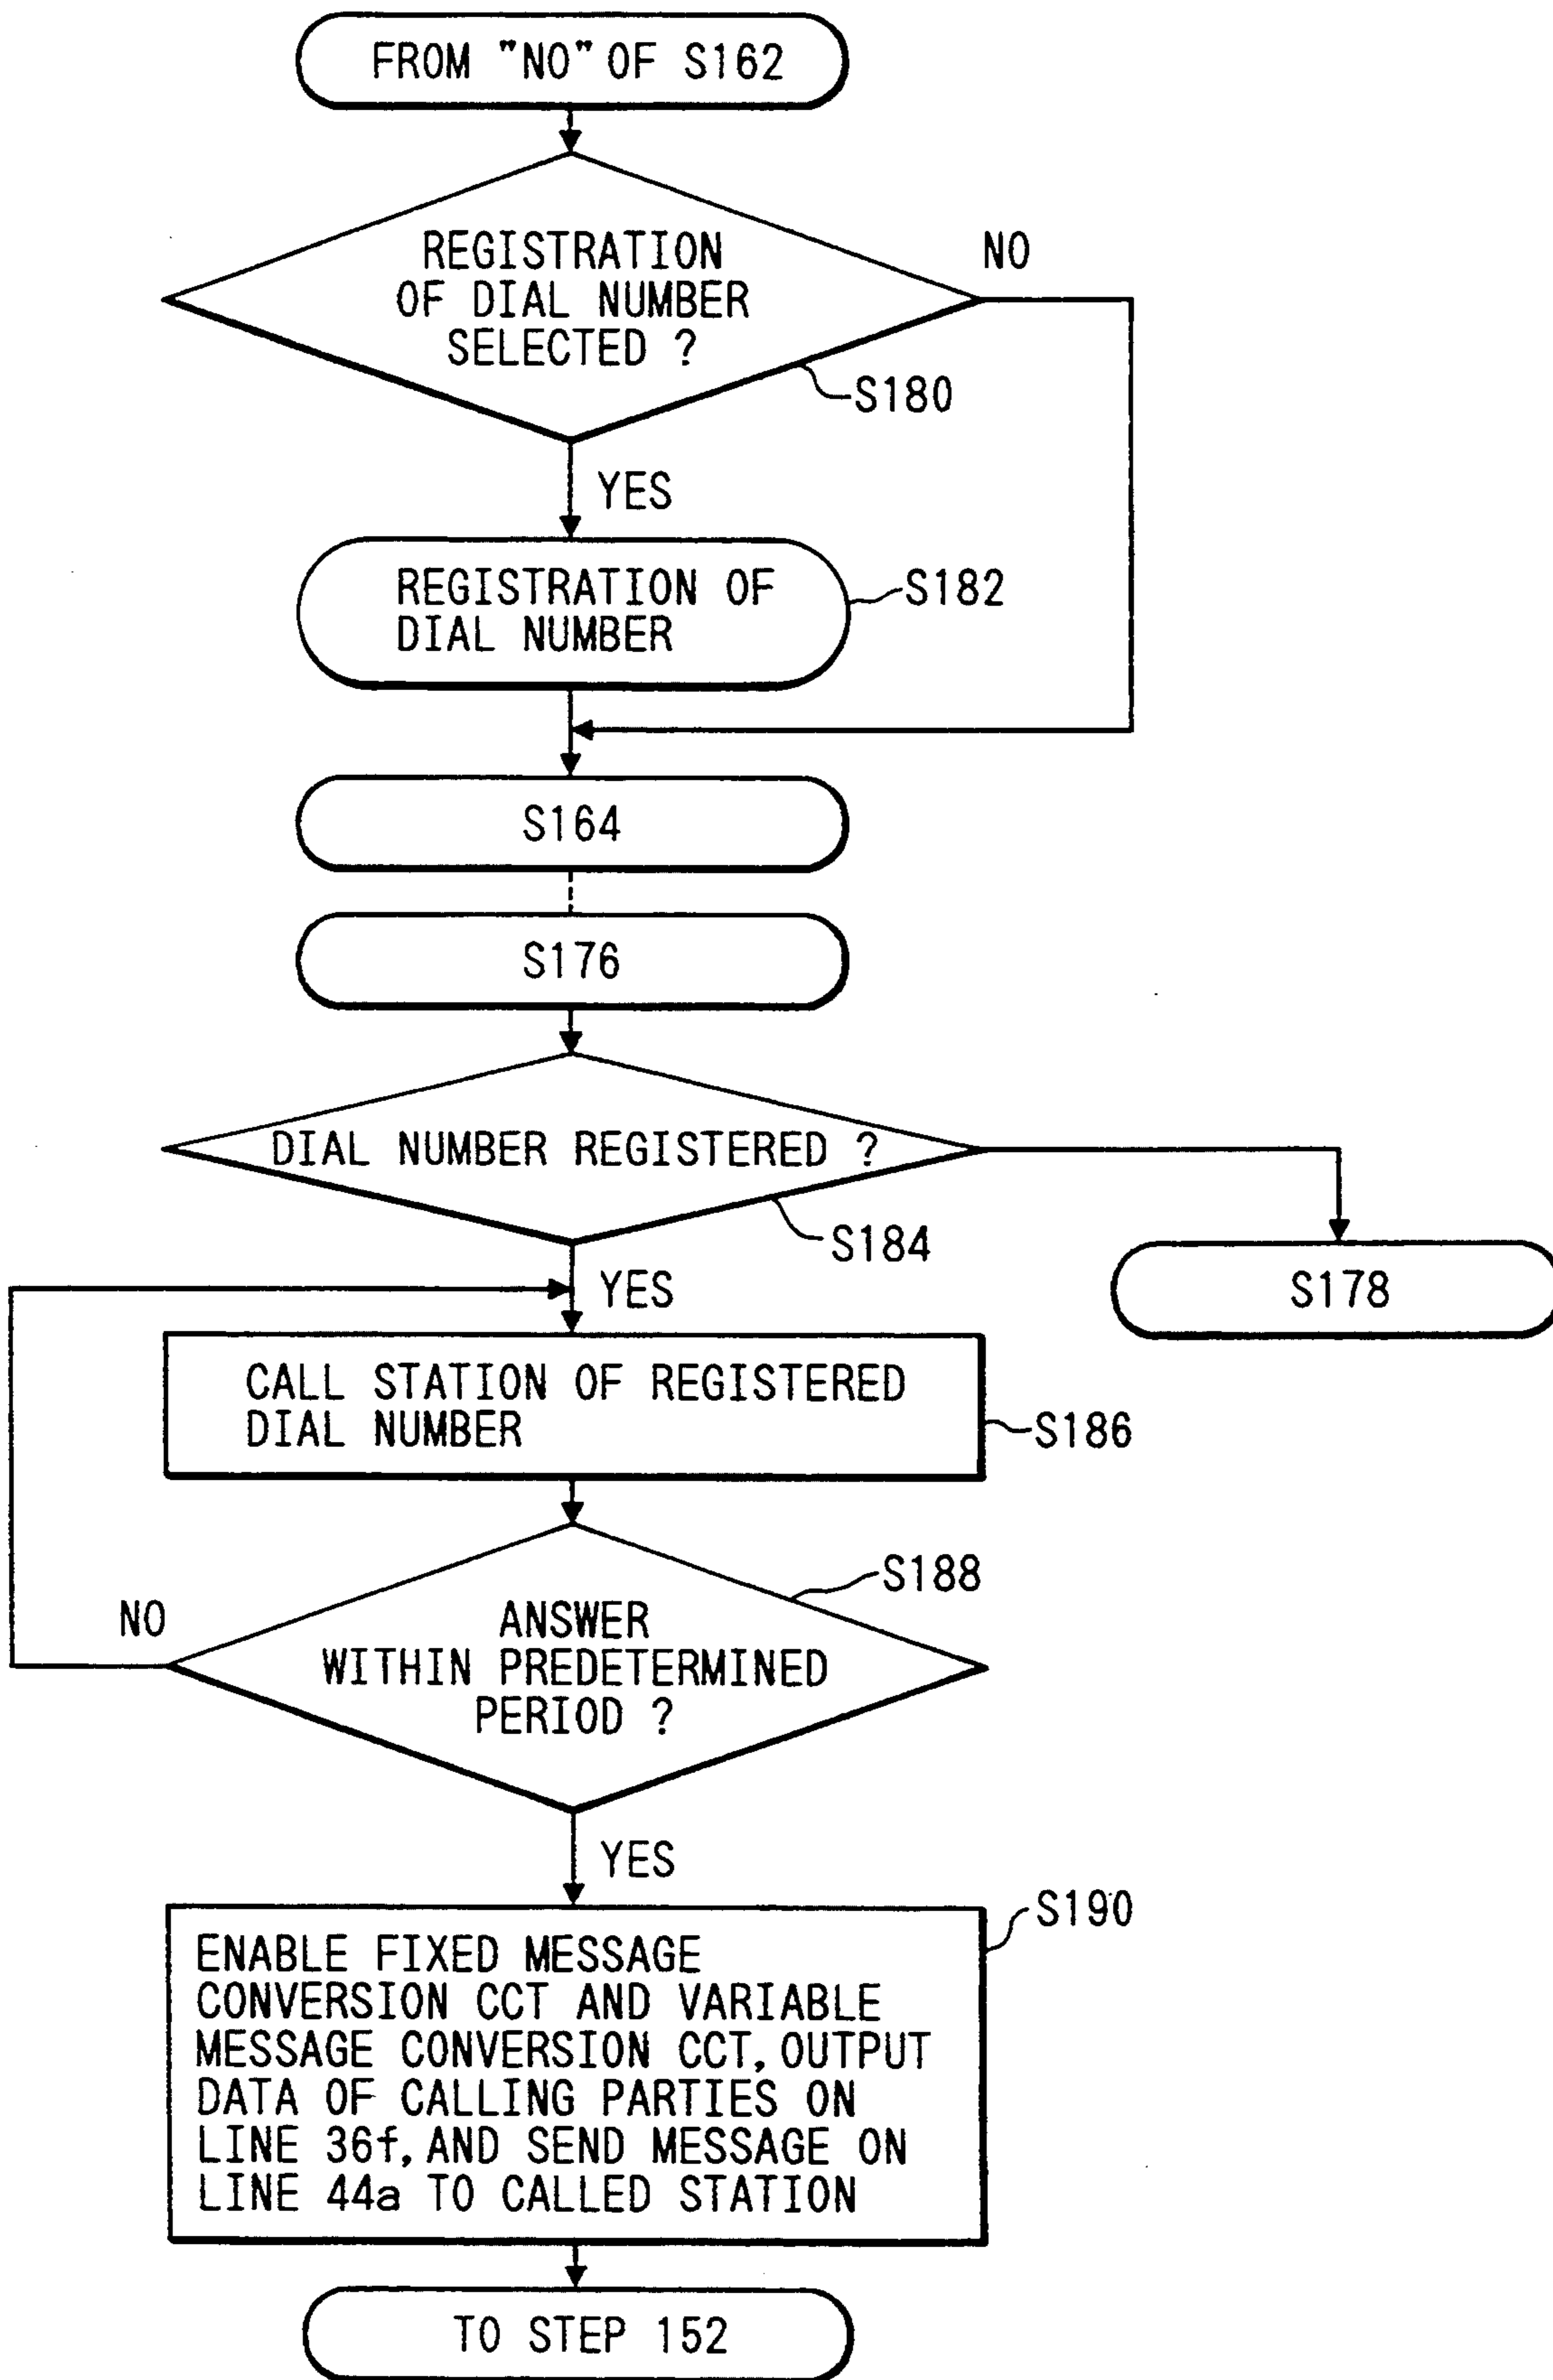 FROM "NO" OF S162
REGISTRATION
OF DIAL NUMBER
SELECTED ?
NO
S180
YES
REGISTRATION OF
DIAL NUMBER
S182
S164
S176
DIAL NUMBER REGISTERED ?
S184
YES
S178
CALL STATION OF REGISTERED
DIAL NUMBER
S186
S188
NO
ANSWER
WITHIN PREDETERMINED
PERIOD ?
YES
S190
ENABLE FIXED MESSAGE
CONVERSION CCT AND VARIABLE
MESSAGE CONVERSION CCT, OUTPUT
DATA OF CALLING PARTIES ON
LINE 36f, AND SEND MESSAGE ON
LINE 44a TO CALLED STATION
TO STEP 152